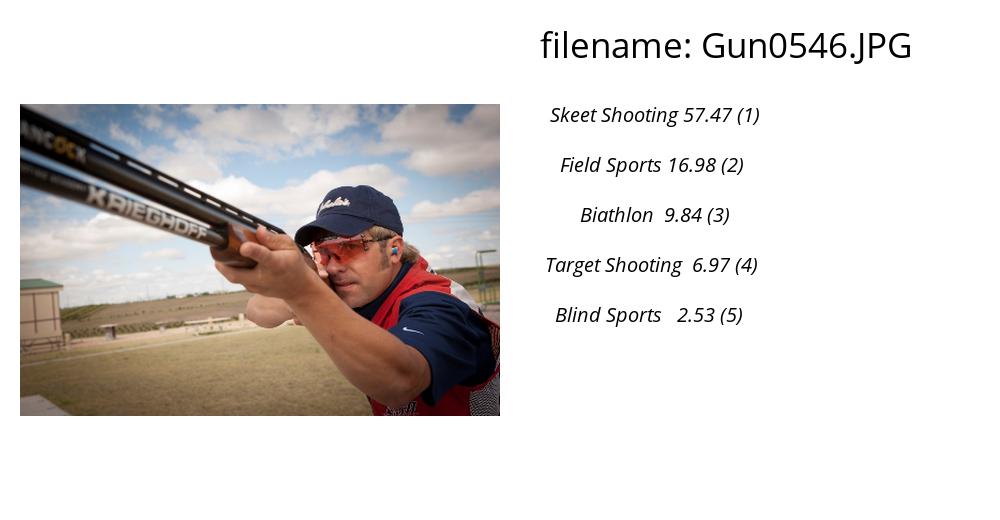 filename: Gun0546.JPG
Skeet Shooting 57.47 (1)
Field Sports 16.98 (2)
Biathlon 9.84 (3)
Target Shooting 6.97 (4)
Blind Sports 2.53 (5)
KRIEGHOFF